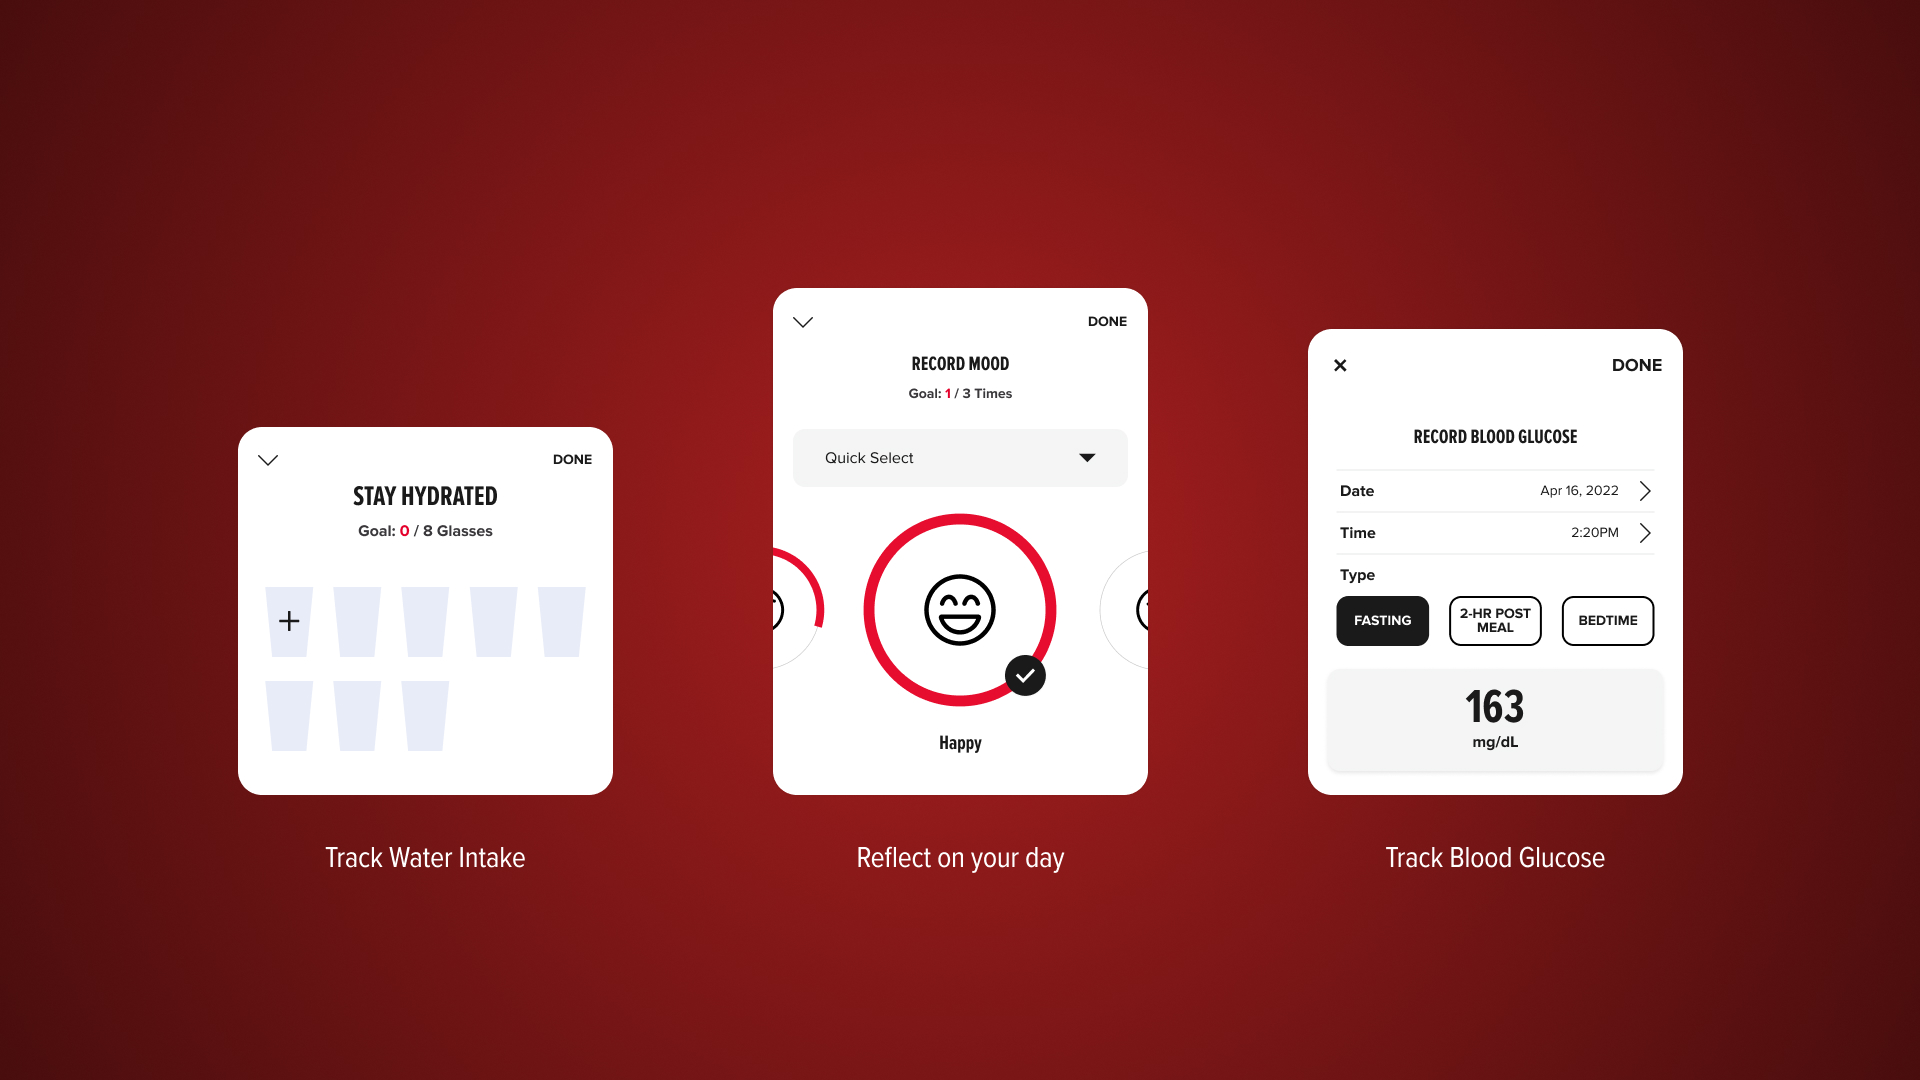 DONE
STAY HYDRATED
Goal: 0 / 8 Glasses
Track Water Intake
DONE
RECORD MOOD
Goal: 1 / 3 Times
Quick Select
Happy
Reflect on your day
DONE
RECORD BLOOD GLUCOSE
Date Apr 16, 2022
Time 2:20PM
Type
FASTING
2-HR POST
MEAL
BEDTIME
163
mg/dL
Track Blood Glucose